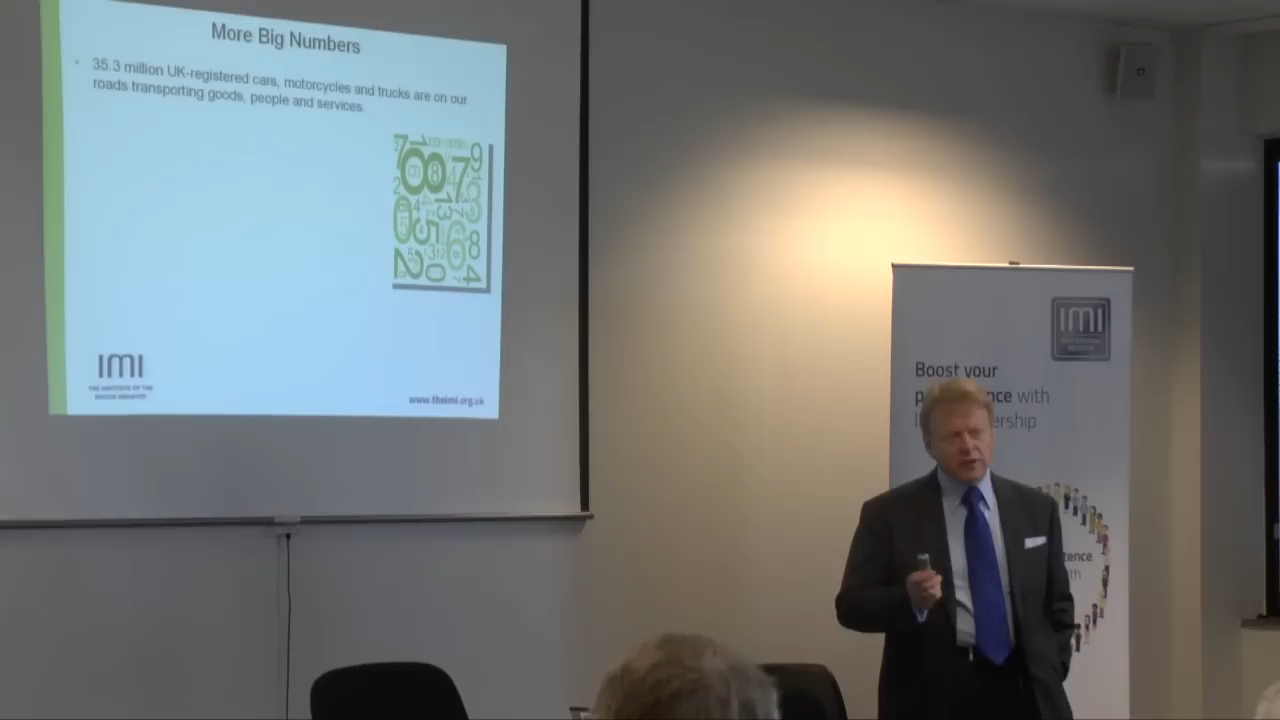 More Big Numbers
• 35.3 million UK-registered cars, motorcycles and trucks are on our
roads transporting goods, people and services.
IMI
THE INSTITUTE OF THE
MOTOR INDUSTRY
www.theimi.org.uk
IMI
Boost your
with